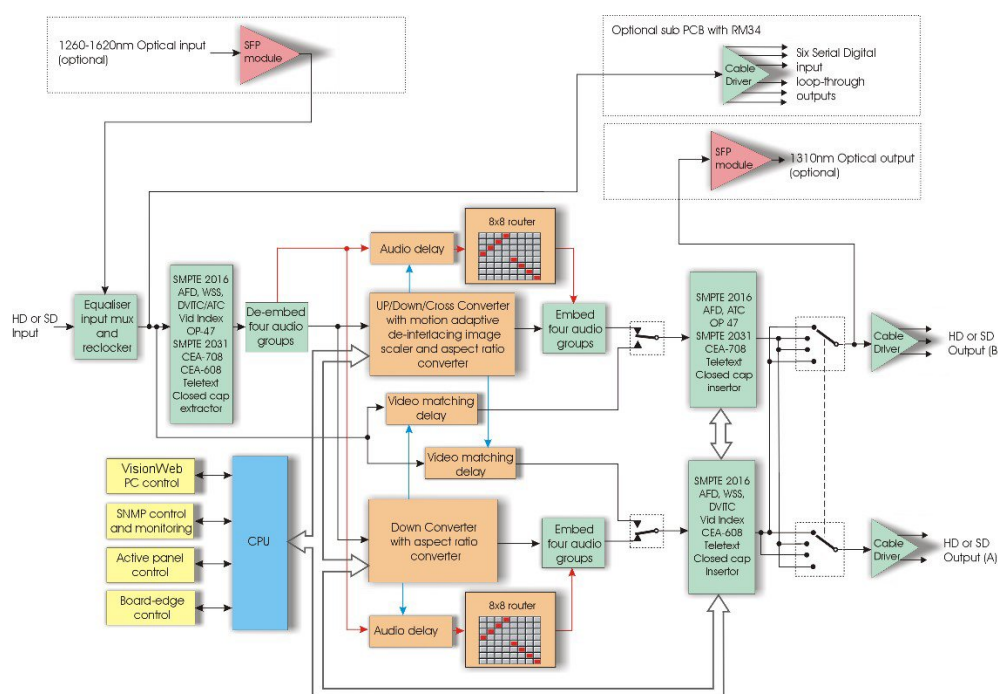 1260-1620nm Optical input
(optional)
SFP
module
Optional sub PCB with RM34
Cable
Driver
Six Serial Digital
input
loop-through
outputs
SFP
module
1310nm Optical output
(optional)
HD or SD
Input
Equaliser
input mux
and
reclocker
SMPTE 2016
AFD, WSS,
DVITC/ATC
Vid Index
OP-47
SMPTE 2031
CEA-708
CEA-608
Teletext
Closed cap
extractor
De-embed
four audio
groups
Audio delay
8x8 router
UP/Down/Cross Converter
with motion adaptive
de-interlacing image
scaler and aspect ratio
converter
Embed
four audio
groups
Video matching
delay
Video matching
delay
SMPTE 2016
AFD, ATC
OP 47
SMPTE 2031
CEA-708
Teletext
Closed cap
insertor
Cable
Driver
HD or SD
Output (B
VisionWeb
PC control
SNMP control
and monitoring
Active panel
control
Board-edge
control
CPU
Down Converter
with aspect ratio
converter
Embed
four audio
groups
Audio delay
8x8 router
SMPTE 2016
AFD, WSS,
DVITC
Vid Index
CEA-608
Teletext
Closed cap
Insertor
Cable
Driver
HD or SD
Output (A)